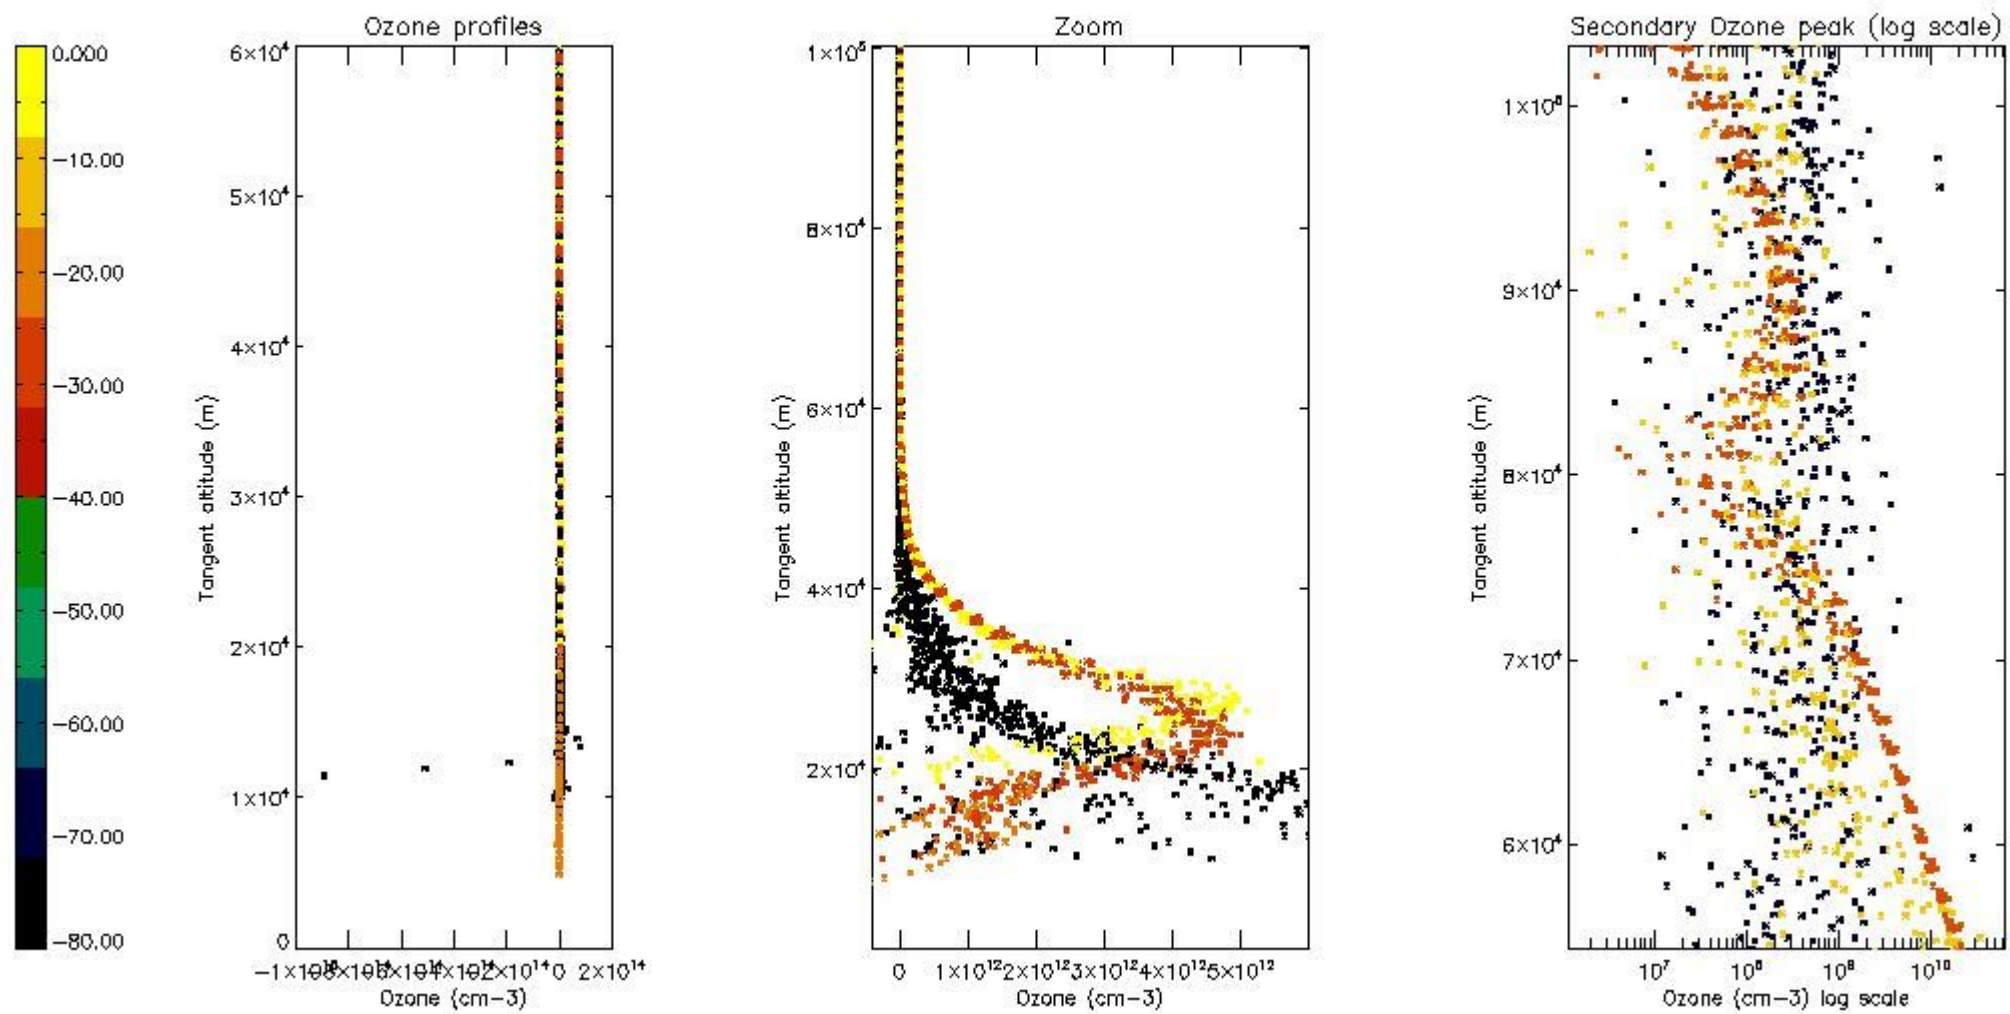 Ozone profiles
Zoom
Secondary Ozone peak (log scale)
0.000
−10.00
−20.00
−30.00
−40.00
−50.00
−60.00
−70.00
−80.00
6×10⁴
5×10⁴
4×10⁴
3×10⁴
2×10⁴
1×10⁴
0
Tangent altitude (m)
0 2×10¹⁴
Ozone (cm−3)
1×10⁵
8×10⁴
6×10⁴
4×10⁴
2×10⁴
Tangent altitude (m)
0 1×10¹² 2×10¹² 3×10¹² 4×10¹² 5×10¹²
Ozone (cm−3)
9×10⁴
8×10⁴
7×10⁴
6×10⁴
Tangent altitude (m)
10⁷ 10⁸ 10⁹ 10¹⁰
Ozone (cm−3) log scale